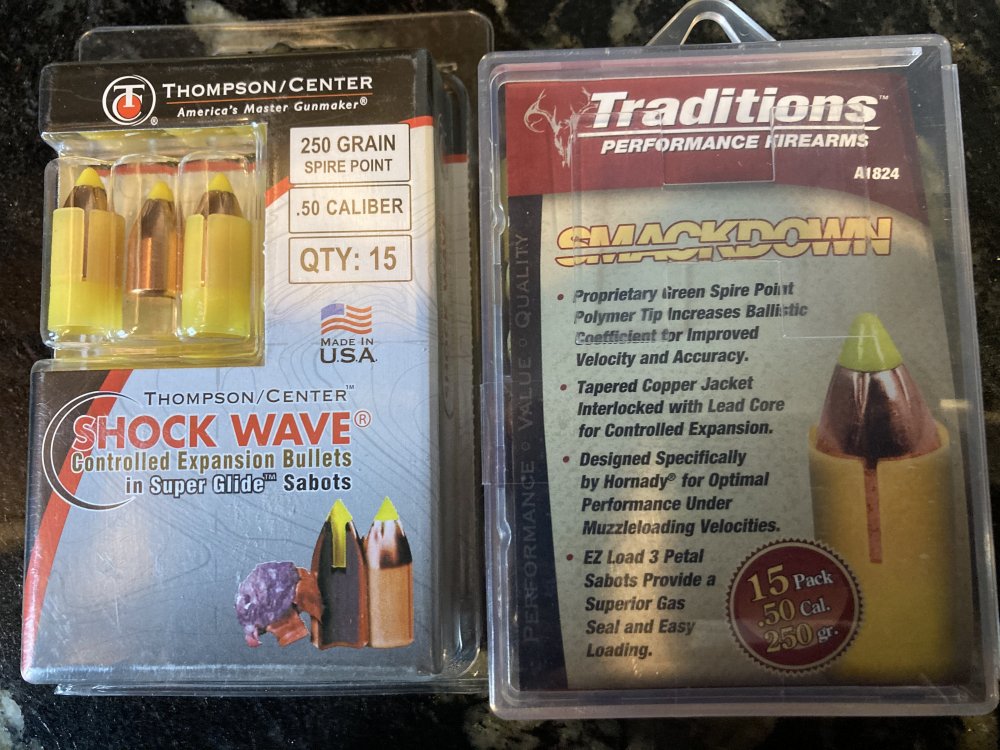 THOMPSON/CENTER
America's Master Gunmaker®
®
250 GRAIN
SPIRE POINT
.50 CALIBER
QTY: 15
MADE IN
U.S.A.
THOMPSON/CENTER™
SHOCK WAVE®
Controlled Expansion Bullets
in Super Glide™ Sabots
Traditions™
PERFORMANCE FIREARMS
A1824
SMACKDOWN
• Proprietary Green Spire Point
Polymer Tip Increases Ballistic
Coefficient for Improved
Velocity and Accuracy.
• Tapered Copper Jacket
Interlocked with Lead Core
for Controlled Expansion.
• Designed Specifically
by Hornady® for Optimal
Performance Under
Muzzleloading Velocities.
• EZ Load 3 Petal
Sabots Provide a
Superior Gas
Seal and Easy
Loading.
15 Pack
.50 Cal.
250 gr.
PERFORMANCE ○ VALUE ○ QUALITY